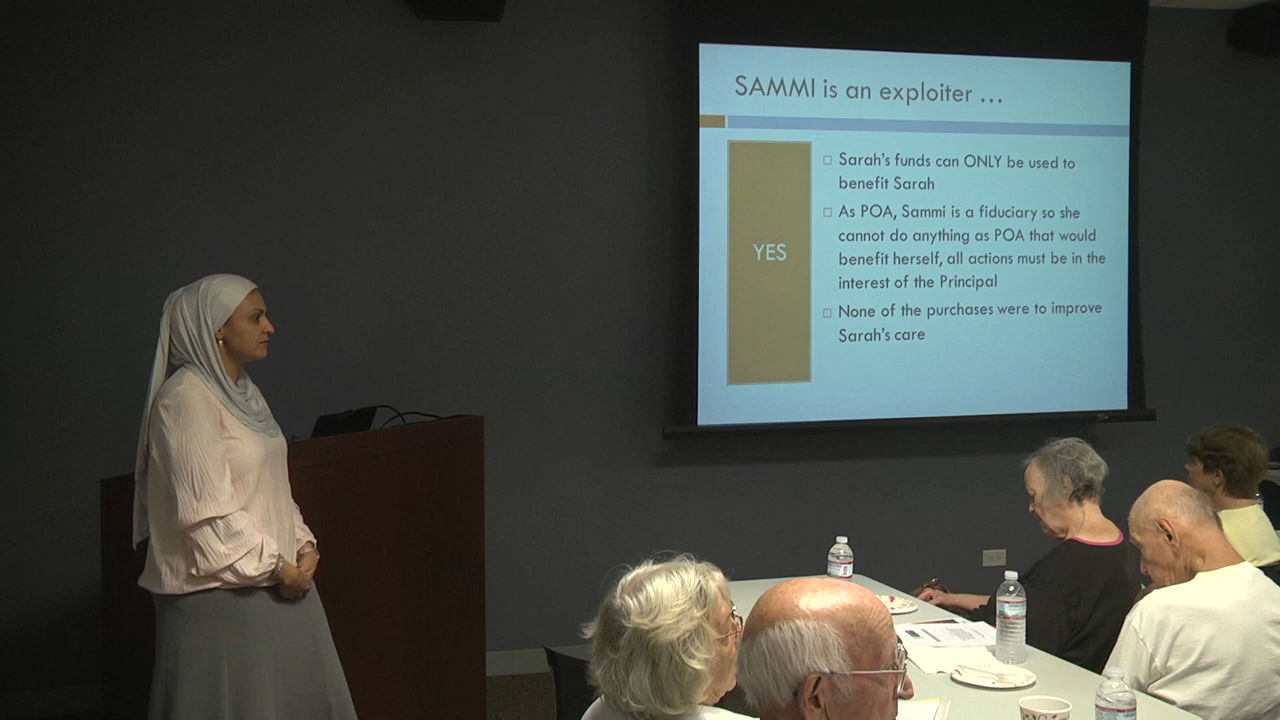 SAMMI is an exploiter ...
YES
□ Sarah's funds can ONLY be used to
benefit Sarah
□ As POA, Sammi is a fiduciary so she
cannot do anything as POA that would
benefit herself, all actions must be in the
interest of the Principal
□ None of the purchases were to improve
Sarah's care